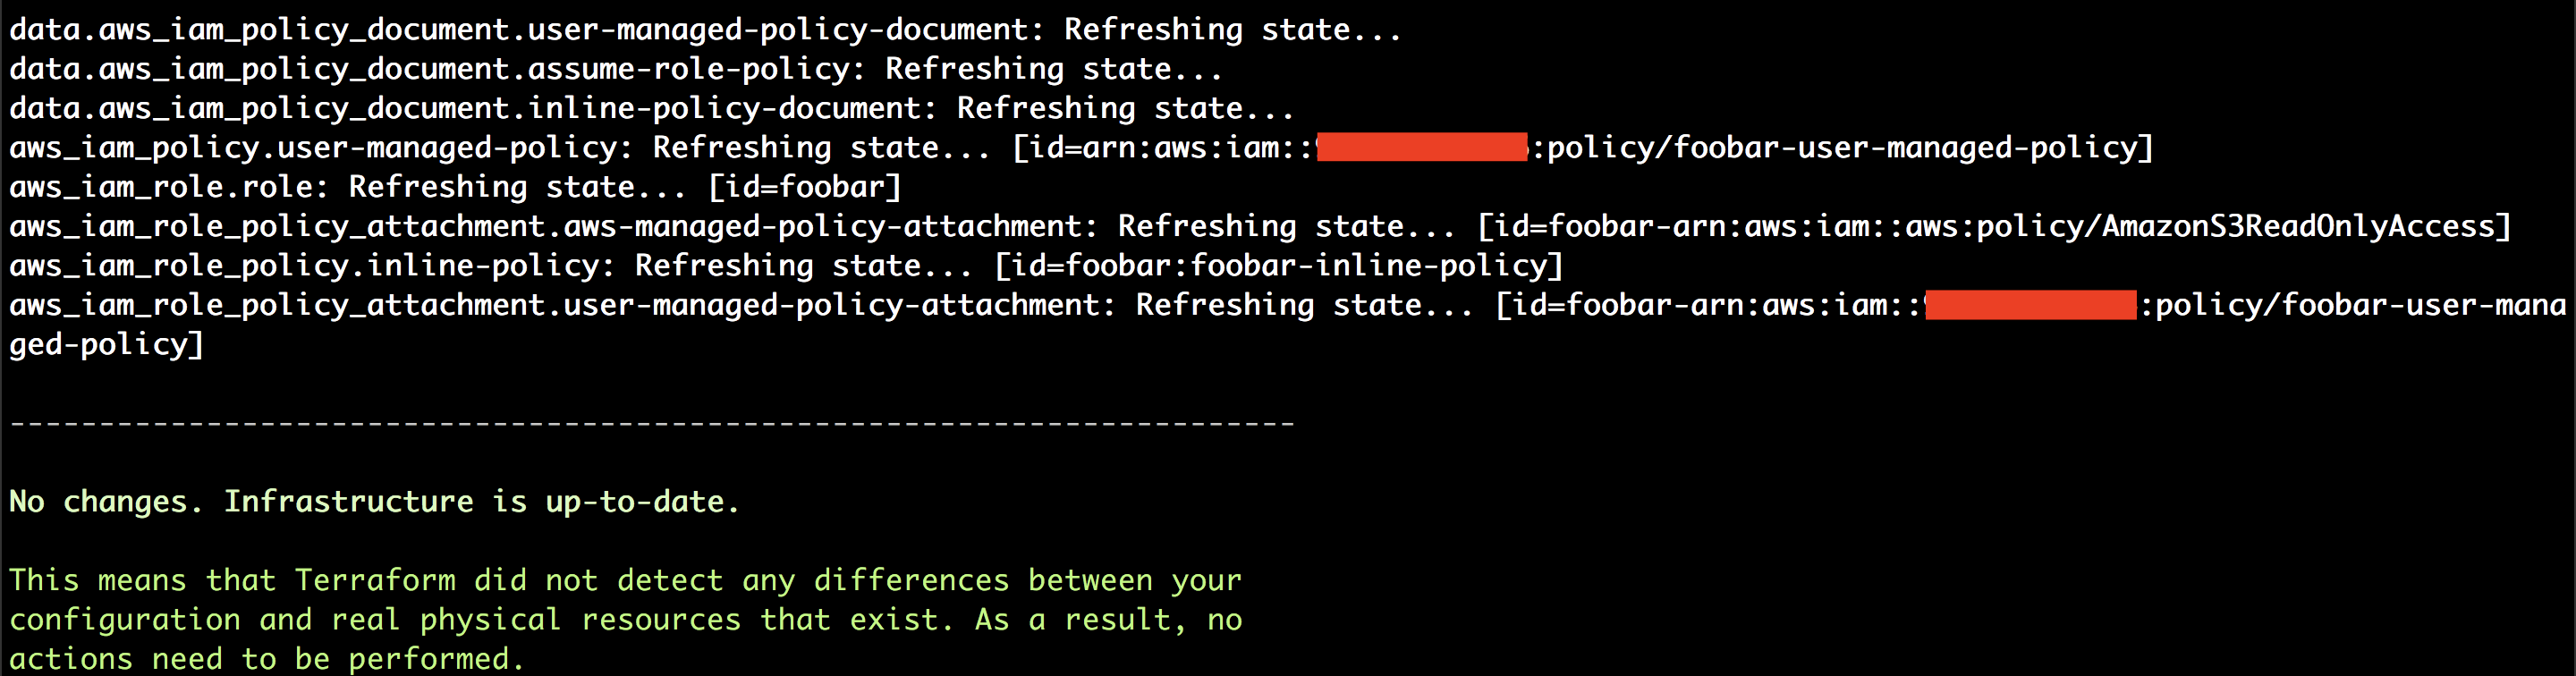 data.aws_iam_policy_document.user-managed-policy-document: Refreshing state...
data.aws_iam_policy_document.assume-role-policy: Refreshing state...
data.aws_iam_policy_document.inline-policy-document: Refreshing state...
aws_iam_policy.user-managed-policy: Refreshing state... [id=arn:aws:iam:::policy/foobar-user-managed-policy]
aws_iam_role.role: Refreshing state... [id=foobar]
aws_iam_role_policy_attachment.aws-managed-policy-attachment: Refreshing state... [id=foobar-arn:aws:iam::aws:policy/AmazonS3ReadOnlyAccess]
aws_iam_role_policy.inline-policy: Refreshing state... [id=foobar:foobar-inline-policy]
aws_iam_role_policy_attachment.user-managed-policy-attachment: Refreshing state... [id=foobar-arn:aws:iam:::policy/foobar-user-mana
ged-policy]
------------------------------------------------------------------------
No changes. Infrastructure is up-to-date.
This means that Terraform did not detect any differences between your
configuration and real physical resources that exist. As a result, no
actions need to be performed.